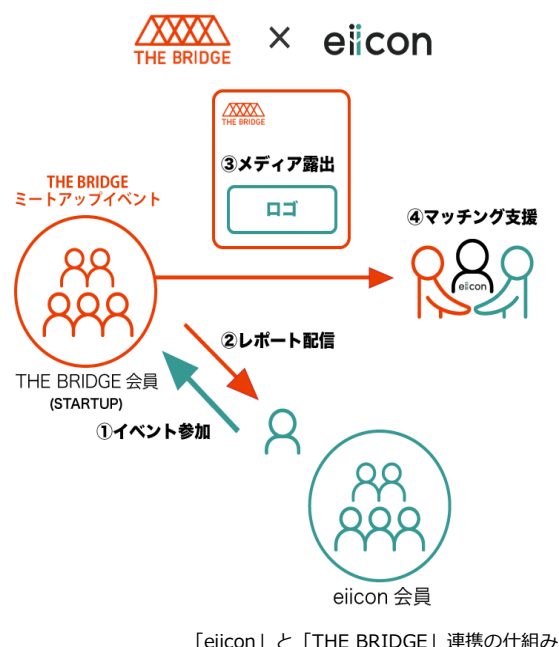 THE BRIDGE
×
eiicon
THE BRIDGE
③メディア露出
ロゴ
THE BRIDGE
ミートアップイベント
④マッチング支援
eiicon
②レポート配信
THE BRIDGE 会員
(STARTUP)
①イベント参加
eiicon 会員
「eiicon」と「THE BRIDGE」連携の仕組み